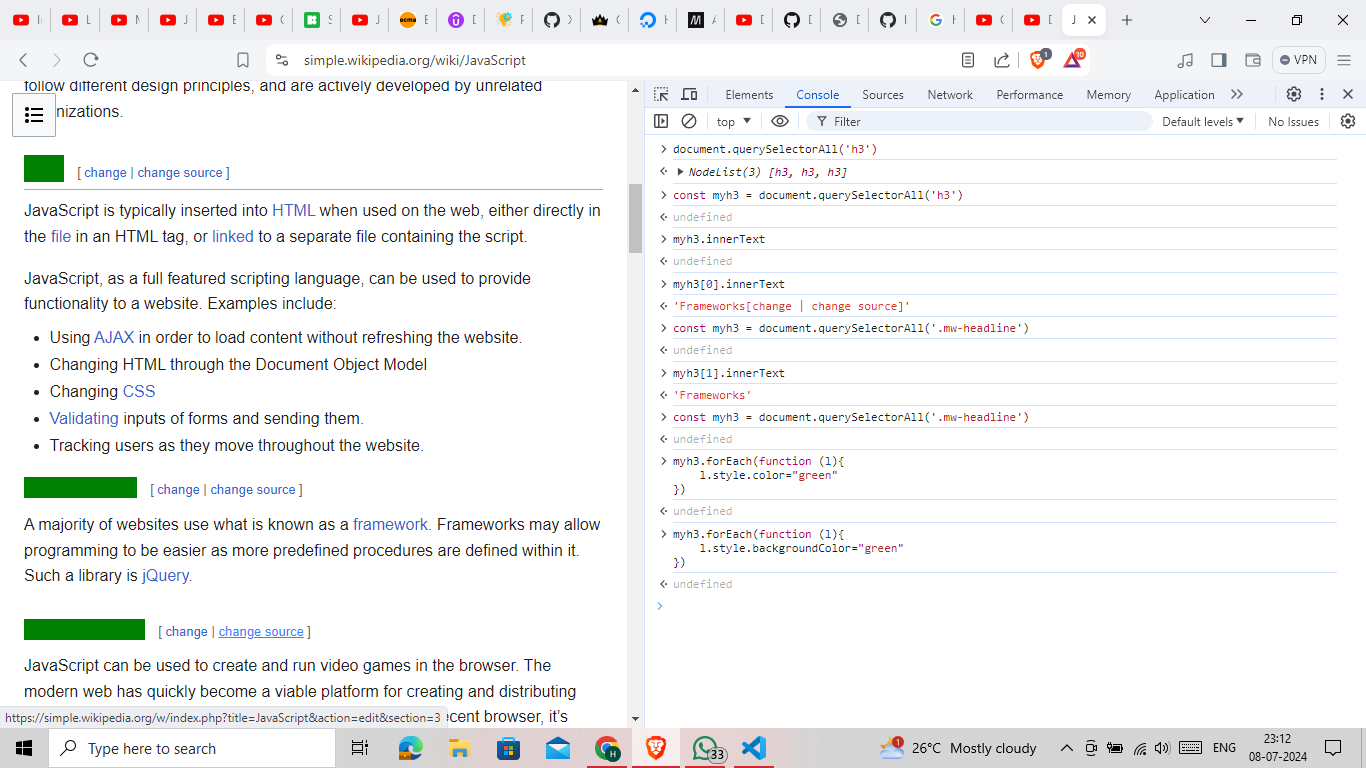 simple.wikipedia.org/wiki/JavaScript
1
10
VPN
follow different design principles, and are actively developed by unrelated
nizations.
[ change | change source ]
JavaScript is typically inserted into HTML when used on the web, either directly in
the file in an HTML tag, or linked to a separate file containing the script.
JavaScript, as a full featured scripting language, can be used to provide
functionality to a website. Examples include:
• Using AJAX in order to load content without refreshing the website.
• Changing HTML through the Document Object Model
• Changing CSS
• Validating inputs of forms and sending them.
• Tracking users as they move throughout the website.
[ change | change source ]
A majority of websites use what is known as a framework. Frameworks may allow
programming to be easier as more predefined procedures are defined within it.
Such a library is jQuery.
[ change | change source ]
JavaScript can be used to create and run video games in the browser. The
modern web has quickly become a viable platform for creating and distributing
ecent browser, it's
https://simple.wikipedia.org/w/index.php?title=JavaScript&action=edit&section=3
Elements Console Sources Network Performance Memory Application
top Filter Default levels No Issues
document.querySelectorAll('h3')
NodeList(3) [h3, h3, h3]
const myh3 = document.querySelectorAll('h3')
undefined
myh3.innerText
undefined
myh3[0].innerText
'Frameworks[change | change source]'
const myh3 = document.querySelectorAll('.mw-headline')
undefined
myh3[1].innerText
'Frameworks'
const myh3 = document.querySelectorAll('.mw-headline')
undefined
myh3.forEach(function (l){
l.style.color="green"
})
undefined
myh3.forEach(function (l){
l.style.backgroundColor="green"
})
undefined
Type here to search
H
33
1
26°C Mostly cloudy
ENG
23:12
08-07-2024